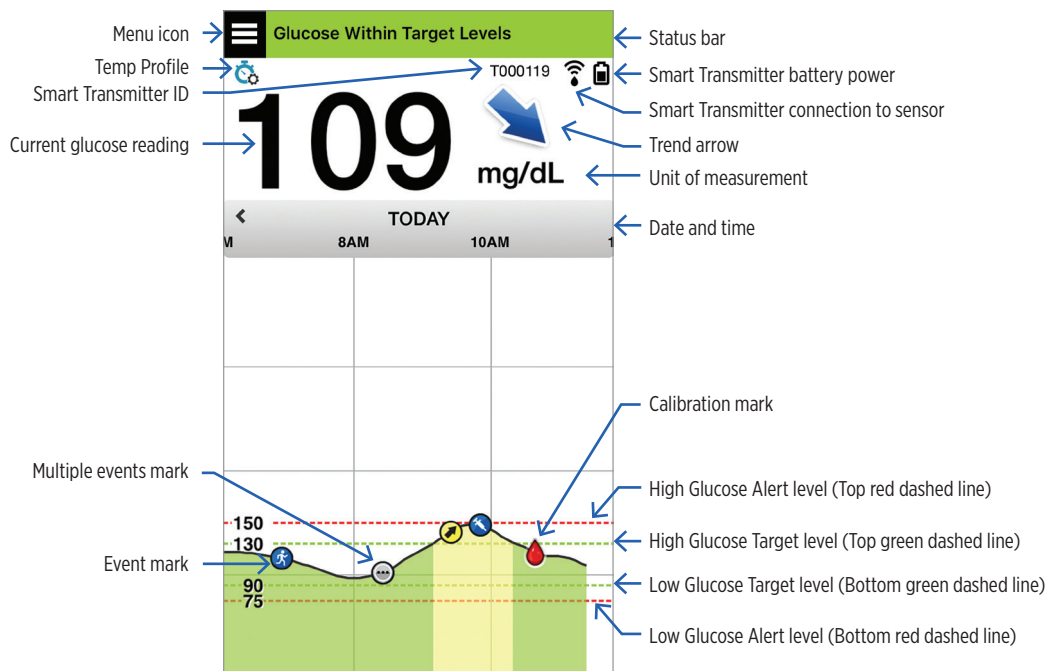 Menu icon
Glucose Within Target Levels
Status bar
Temp Profile
T000119
Smart Transmitter battery power
Smart Transmitter ID
Smart Transmitter connection to sensor
109
Current glucose reading
Trend arrow
mg/dL
Unit of measurement
TODAY
Date and time
M 8AM 10AM 1
Calibration mark
Multiple events mark
High Glucose Alert level (Top red dashed line)
150
130
High Glucose Target level (Top green dashed line)
Event mark
90
Low Glucose Target level (Bottom green dashed line)
75
Low Glucose Alert level (Bottom red dashed line)